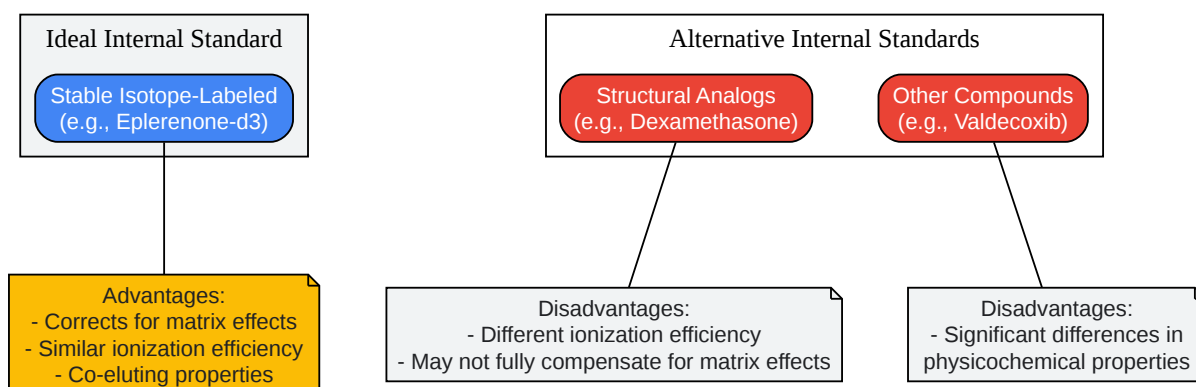 Ideal Internal Standard
Stable Isotope-Labeled
(e.g., Eplerenone-d3)
Advantages:
- Corrects for matrix effects
- Similar ionization efficiency
- Co-eluting properties
Alternative Internal Standards
Structural Analogs
(e.g., Dexamethasone)
Other Compounds
(e.g., Valdecoxib)
Disadvantages:
- Different ionization efficiency
- May not fully compensate for matrix effects
Disadvantages:
- Significant differences in
physicochemical properties